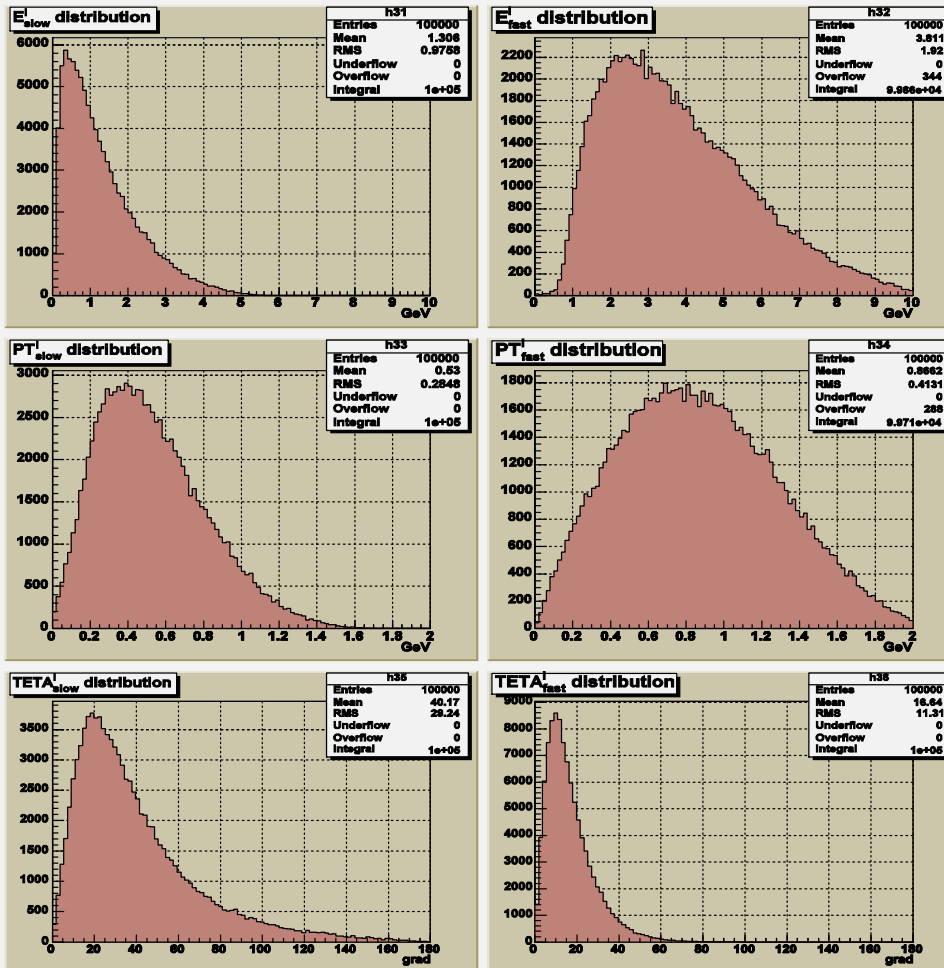 E^l_slow distribution
h31
Entries 100000
Mean 1.306
RMS 0.9758
Underflow 0
Overflow 0
Integral 1e+05
6000
5000
4000
3000
2000
1000
0
0 1 2 3 4 5 6 7 8 9 10
GeV
E^l_fast distribution
h32
Entries 100000
Mean 3.811
RMS 1.92
Underflow 0
Overflow 344
Integral 9.966e+04
2200
2000
1800
1600
1400
1200
1000
800
600
400
200
0
0 1 2 3 4 5 6 7 8 9 10
GeV
PT^l_slow distribution
h33
Entries 100000
Mean 0.53
RMS 0.2848
Underflow 0
Overflow 0
Integral 1e+05
3000
2500
2000
1500
1000
500
0
0 0.2 0.4 0.6 0.8 1 1.2 1.4 1.6 1.8 2
GeV
PT^l_fast distribution
h34
Entries 100000
Mean 0.8662
RMS 0.4131
Underflow 0
Overflow 288
Integral 9.971e+04
1800
1600
1400
1200
1000
800
600
400
200
0
0 0.2 0.4 0.6 0.8 1 1.2 1.4 1.6 1.8 2
GeV
TETA^l_slow distribution
h35
Entries 100000
Mean 40.17
RMS 29.24
Underflow 0
Overflow 0
Integral 1e+05
3500
3000
2500
2000
1500
1000
500
0
0 20 40 60 80 100 120 140 160 180
grad
TETA^l_fast distribution
h36
Entries 100000
Mean 16.64
RMS 11.31
Underflow 0
Overflow 0
Integral 1e+05
9000
8000
7000
6000
5000
4000
3000
2000
1000
0
0 20 40 60 80 100 120 140 160 180
grad